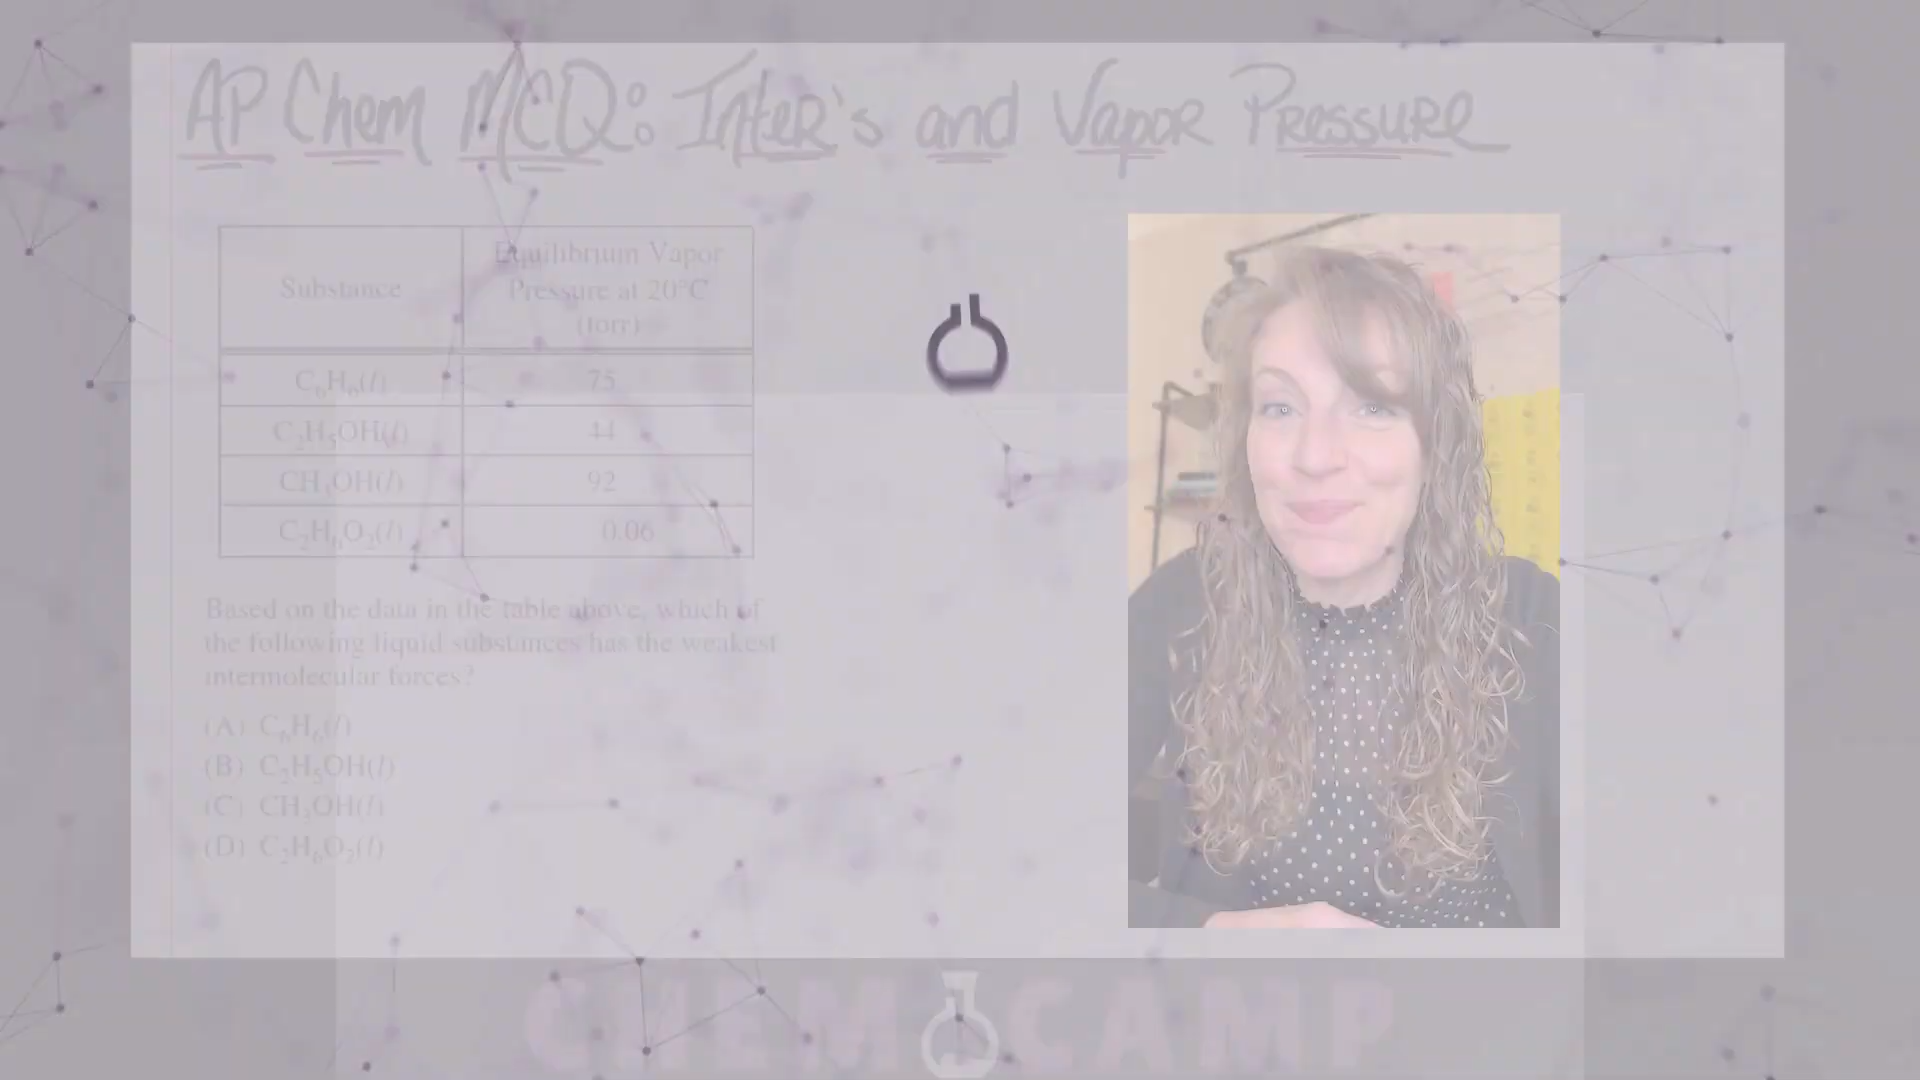 AP Chem MCQ: Inter's and Vapor Pressure
Substance
Equilibrium Vapor
Pressure at 20°C
(torr)
C₆H₆(l)
75
C₂H₅OH(l)
44
CH₃OH(l)
92
C₂H₆O₂(l)
0.06
Based on the data in the table above, which of
the following liquid substances has the weakest
intermolecular forces?
(A) C₆H₆(l)
(B) C₂H₅OH(l)
(C) CH₃OH(l)
(D) C₂H₆O₂(l)
CHEM CAMP